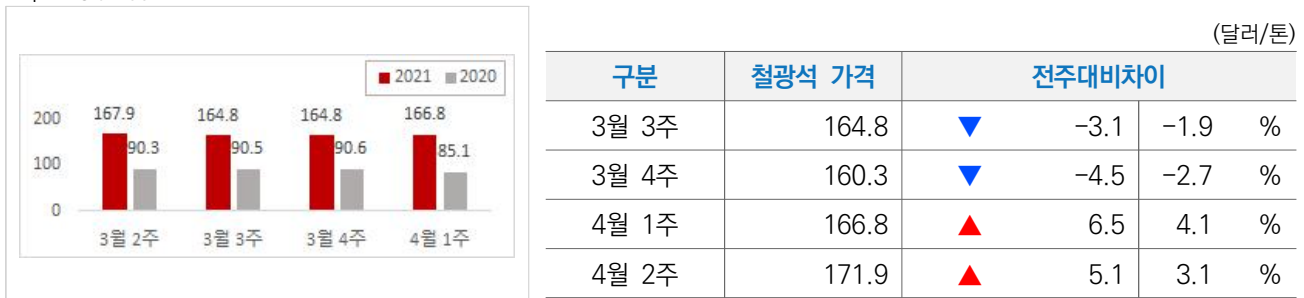 ■ 2021 ■ 2020
200
100
0
167.9 164.8 164.8 166.8
90.3 90.5 90.6 85.1
3월 2주 3월 3주 3월 4주 4월 1주
(달러/톤)
구분 철광석 가격 전주대비차이
3월 3주 164.8 ▼ -3.1 -1.9 %
3월 4주 160.3 ▼ -4.5 -2.7 %
4월 1주 166.8 ▲ 6.5 4.1 %
4월 2주 171.9 ▲ 5.1 3.1 %